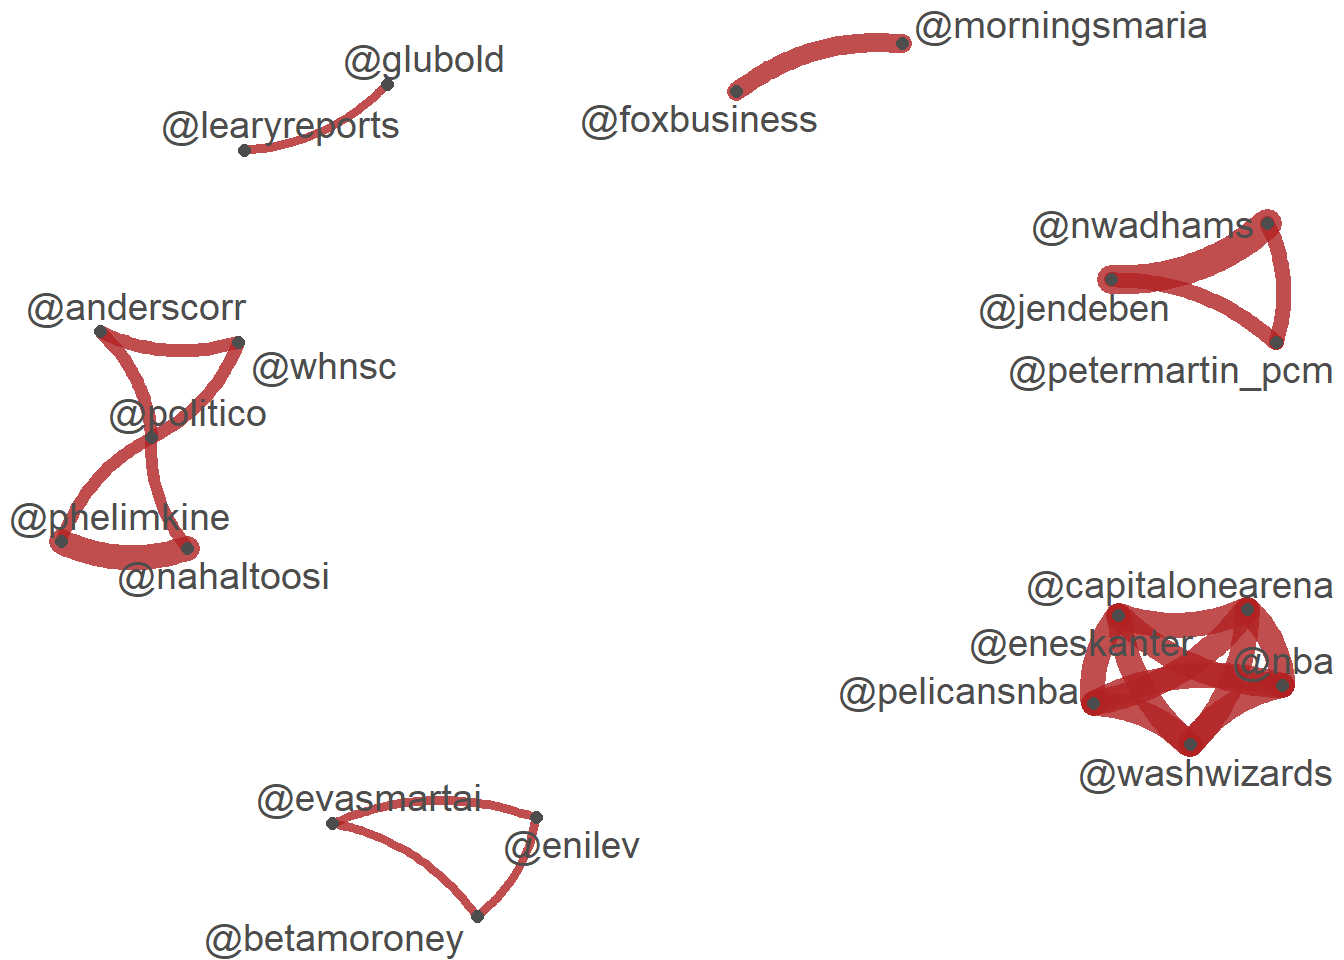 @morningsmaria
@glubold
@foxbusiness
@learyreports
@nwadhams
@jendeben
@petermartin_pcm
@anderscorr
@whnsc
@politico
@phelimkine
@nahaltoosi
@capitalonearena
@eneskanter
@nba
@pelicansnba
@washwizards
@evasmartai
@enilev
@betamoroney